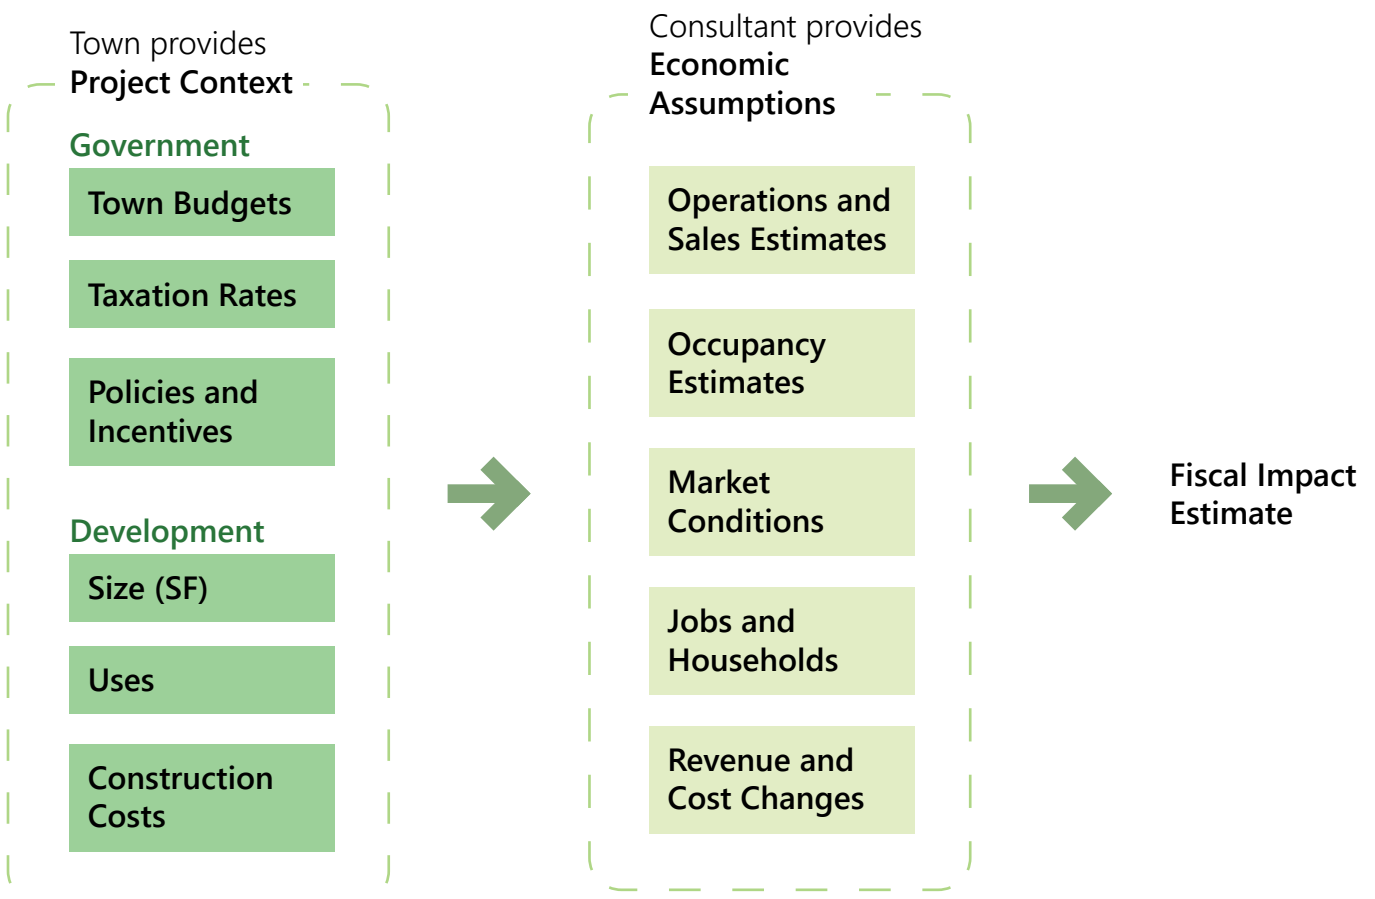 Town provides
Project Context
Government
Town Budgets
Taxation Rates
Policies and
Incentives
Development
Size (SF)
Uses
Construction
Costs
Consultant provides
Economic
Assumptions
Operations and
Sales Estimates
Occupancy
Estimates
Market
Conditions
Jobs and
Households
Revenue and
Cost Changes
Fiscal Impact
Estimate